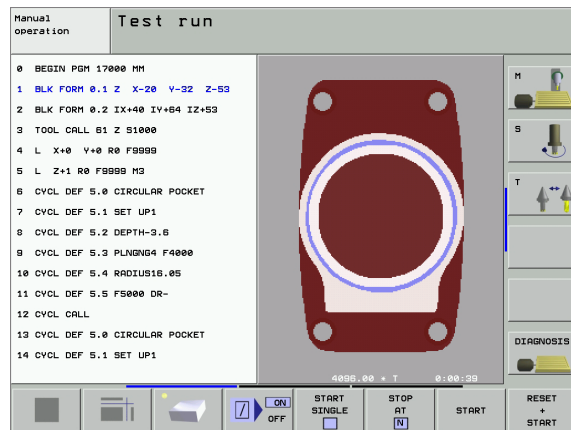 Manual
operation
Test run
0 BEGIN PGM 17000 MM
1 BLK FORM 0.1 Z X-20 Y-32 Z-53
2 BLK FORM 0.2 IX+40 IY+64 IZ+53
3 TOOL CALL 61 Z S1000
4 L X+0 Y+0 R0 F9999
5 L Z+1 R0 F9999 M3
6 CYCL DEF 5.0 CIRCULAR POCKET
7 CYCL DEF 5.1 SET UP1
8 CYCL DEF 5.2 DEPTH-3.6
9 CYCL DEF 5.3 PLNGNG4 F4000
10 CYCL DEF 5.4 RADIUS16.05
11 CYCL DEF 5.5 F5000 DR-
12 CYCL CALL
13 CYCL DEF 5.0 CIRCULAR POCKET
14 CYCL DEF 5.1 SET UP1
4096.00 * T 0:00:39
M
S
T
DIAGNOSIS
ON
OFF
START
SINGLE
STOP
AT
N
START
RESET
+
START